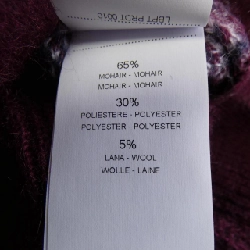 65%
MOHAIR - MOHAIR
MOHAIR - MOHAIR
30%
POLIESTERE - POLYESTER
POLYESTER - POLYESTER
5%
LANA - WOOL
WOLLE - LAINE